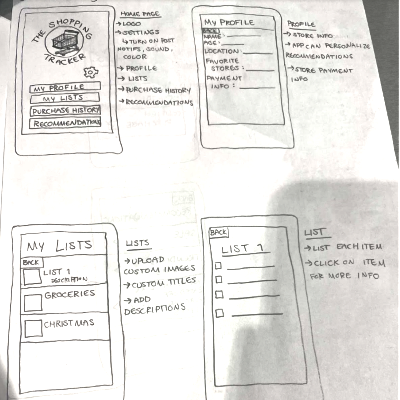 THE SHOPPING
TRACKER
MY PROFILE
MY LISTS
PURCHASE HISTORY
RECOMMENDATIONS
HOME PAGE
→ LOGO
→ SETTINGS
↳ TURN ON POST
NOTIFS, SOUND,
COLOR
→ PROFILE
→ LISTS
→ PURCHASE HISTORY
→ RECOMMENDATIONS
MY PROFILE
BACK
NAME:
AGE:
LOCATION:
FAVORITE
STORES:
PAYMENT
INFO:
PROFILE
→ STORE INFO
→ APP CAN PERSONALIZE
RECOMMENDATIONS
→ STORE PAYMENT
INFO
MY LISTS
BACK
LIST 1
DESCRIPTION
GROCERIES
CHRISTMAS
LISTS
→ UPLOAD
CUSTOM IMAGES
→ CUSTOM TITLES
→ ADD
DESCRIPTIONS
BACK
LIST 1
LIST
→ LIST EACH ITEM
→ CLICK ON ITEM
FOR MORE INFO